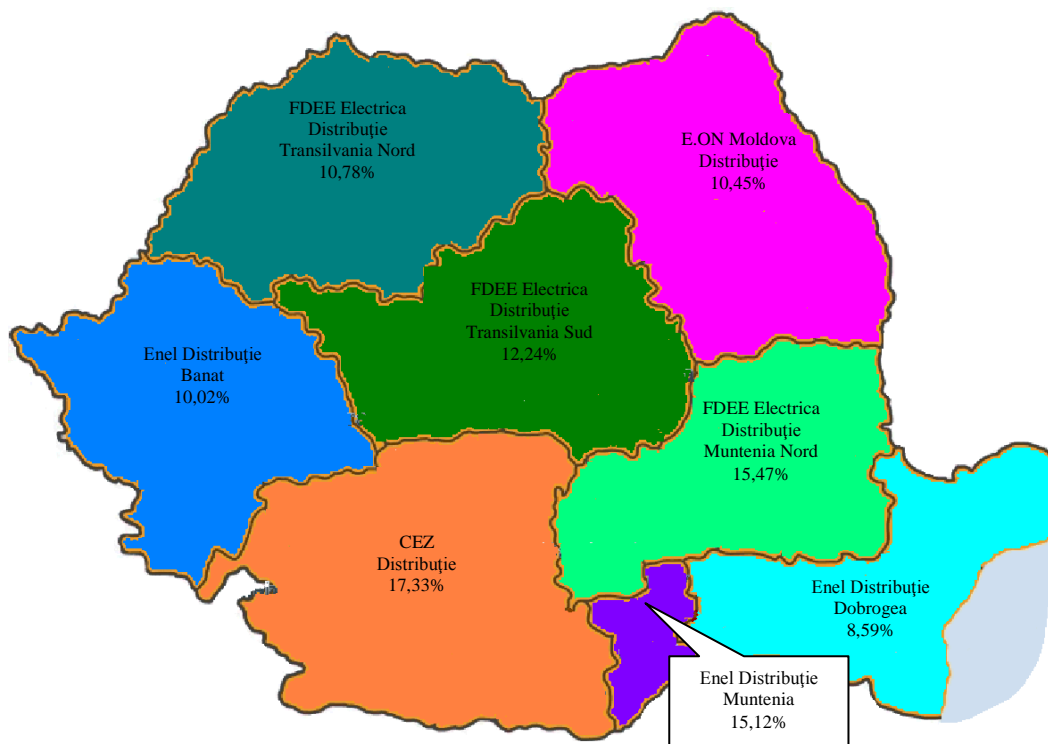 FDEE Electrica
Distribuţie
Transilvania Nord
10,78%
E.ON Moldova
Distribuţie
10,45%
FDEE Electrica
Distribuţie
Transilvania Sud
12,24%
Enel Distribuţie
Banat
10,02%
FDEE Electrica
Distribuţie
Muntenia Nord
15,47%
CEZ
Distribuţie
17,33%
Enel Distribuţie
Dobrogea
8,59%
Enel Distribuţie
Muntenia
15,12%